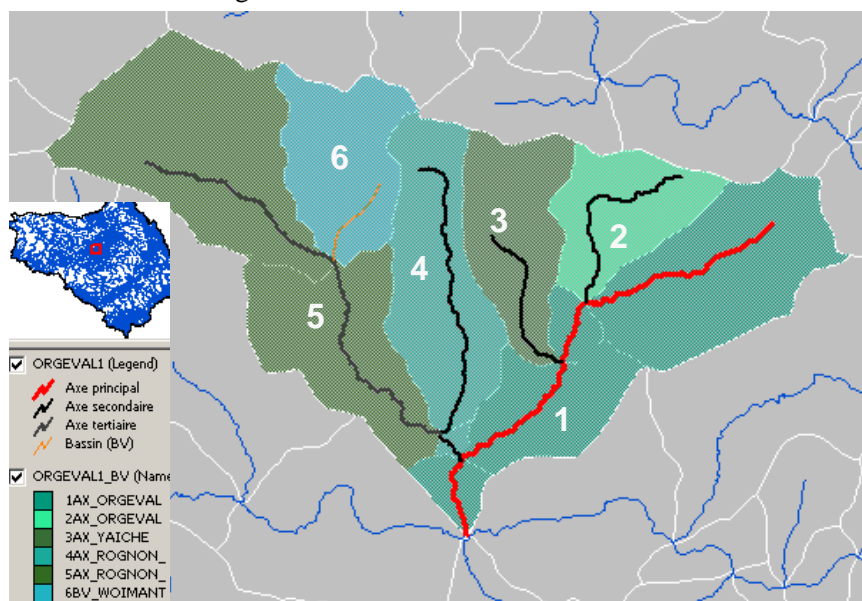 6
3
2
4
5
1
ORGEVAL1 (Legend)
Axe principal
Axe secondaire
Axe tertiaire
Bassin (BV)
ORGEVAL1_BV (Name
1AX_ORGEVAL
2AX_ORGEVAL
3AX_YAICHE
4AX_ROGNON_
5AX_ROGNON_
6BV_WOIMANT